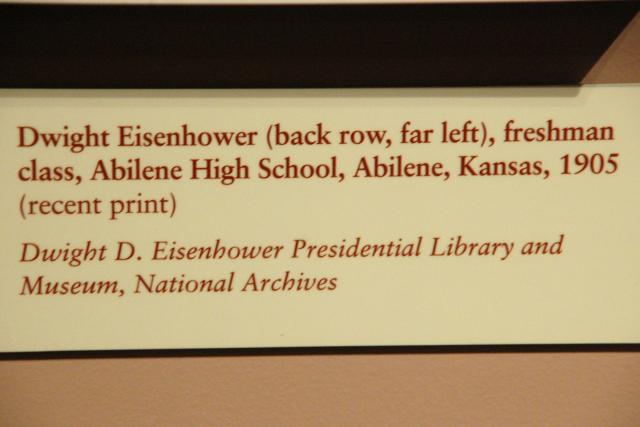 Dwight Eisenhower (back row, far left), freshman
class, Abilene High School, Abilene, Kansas, 1905
(recent print)
Dwight D. Eisenhower Presidential Library and
Museum, National Archives